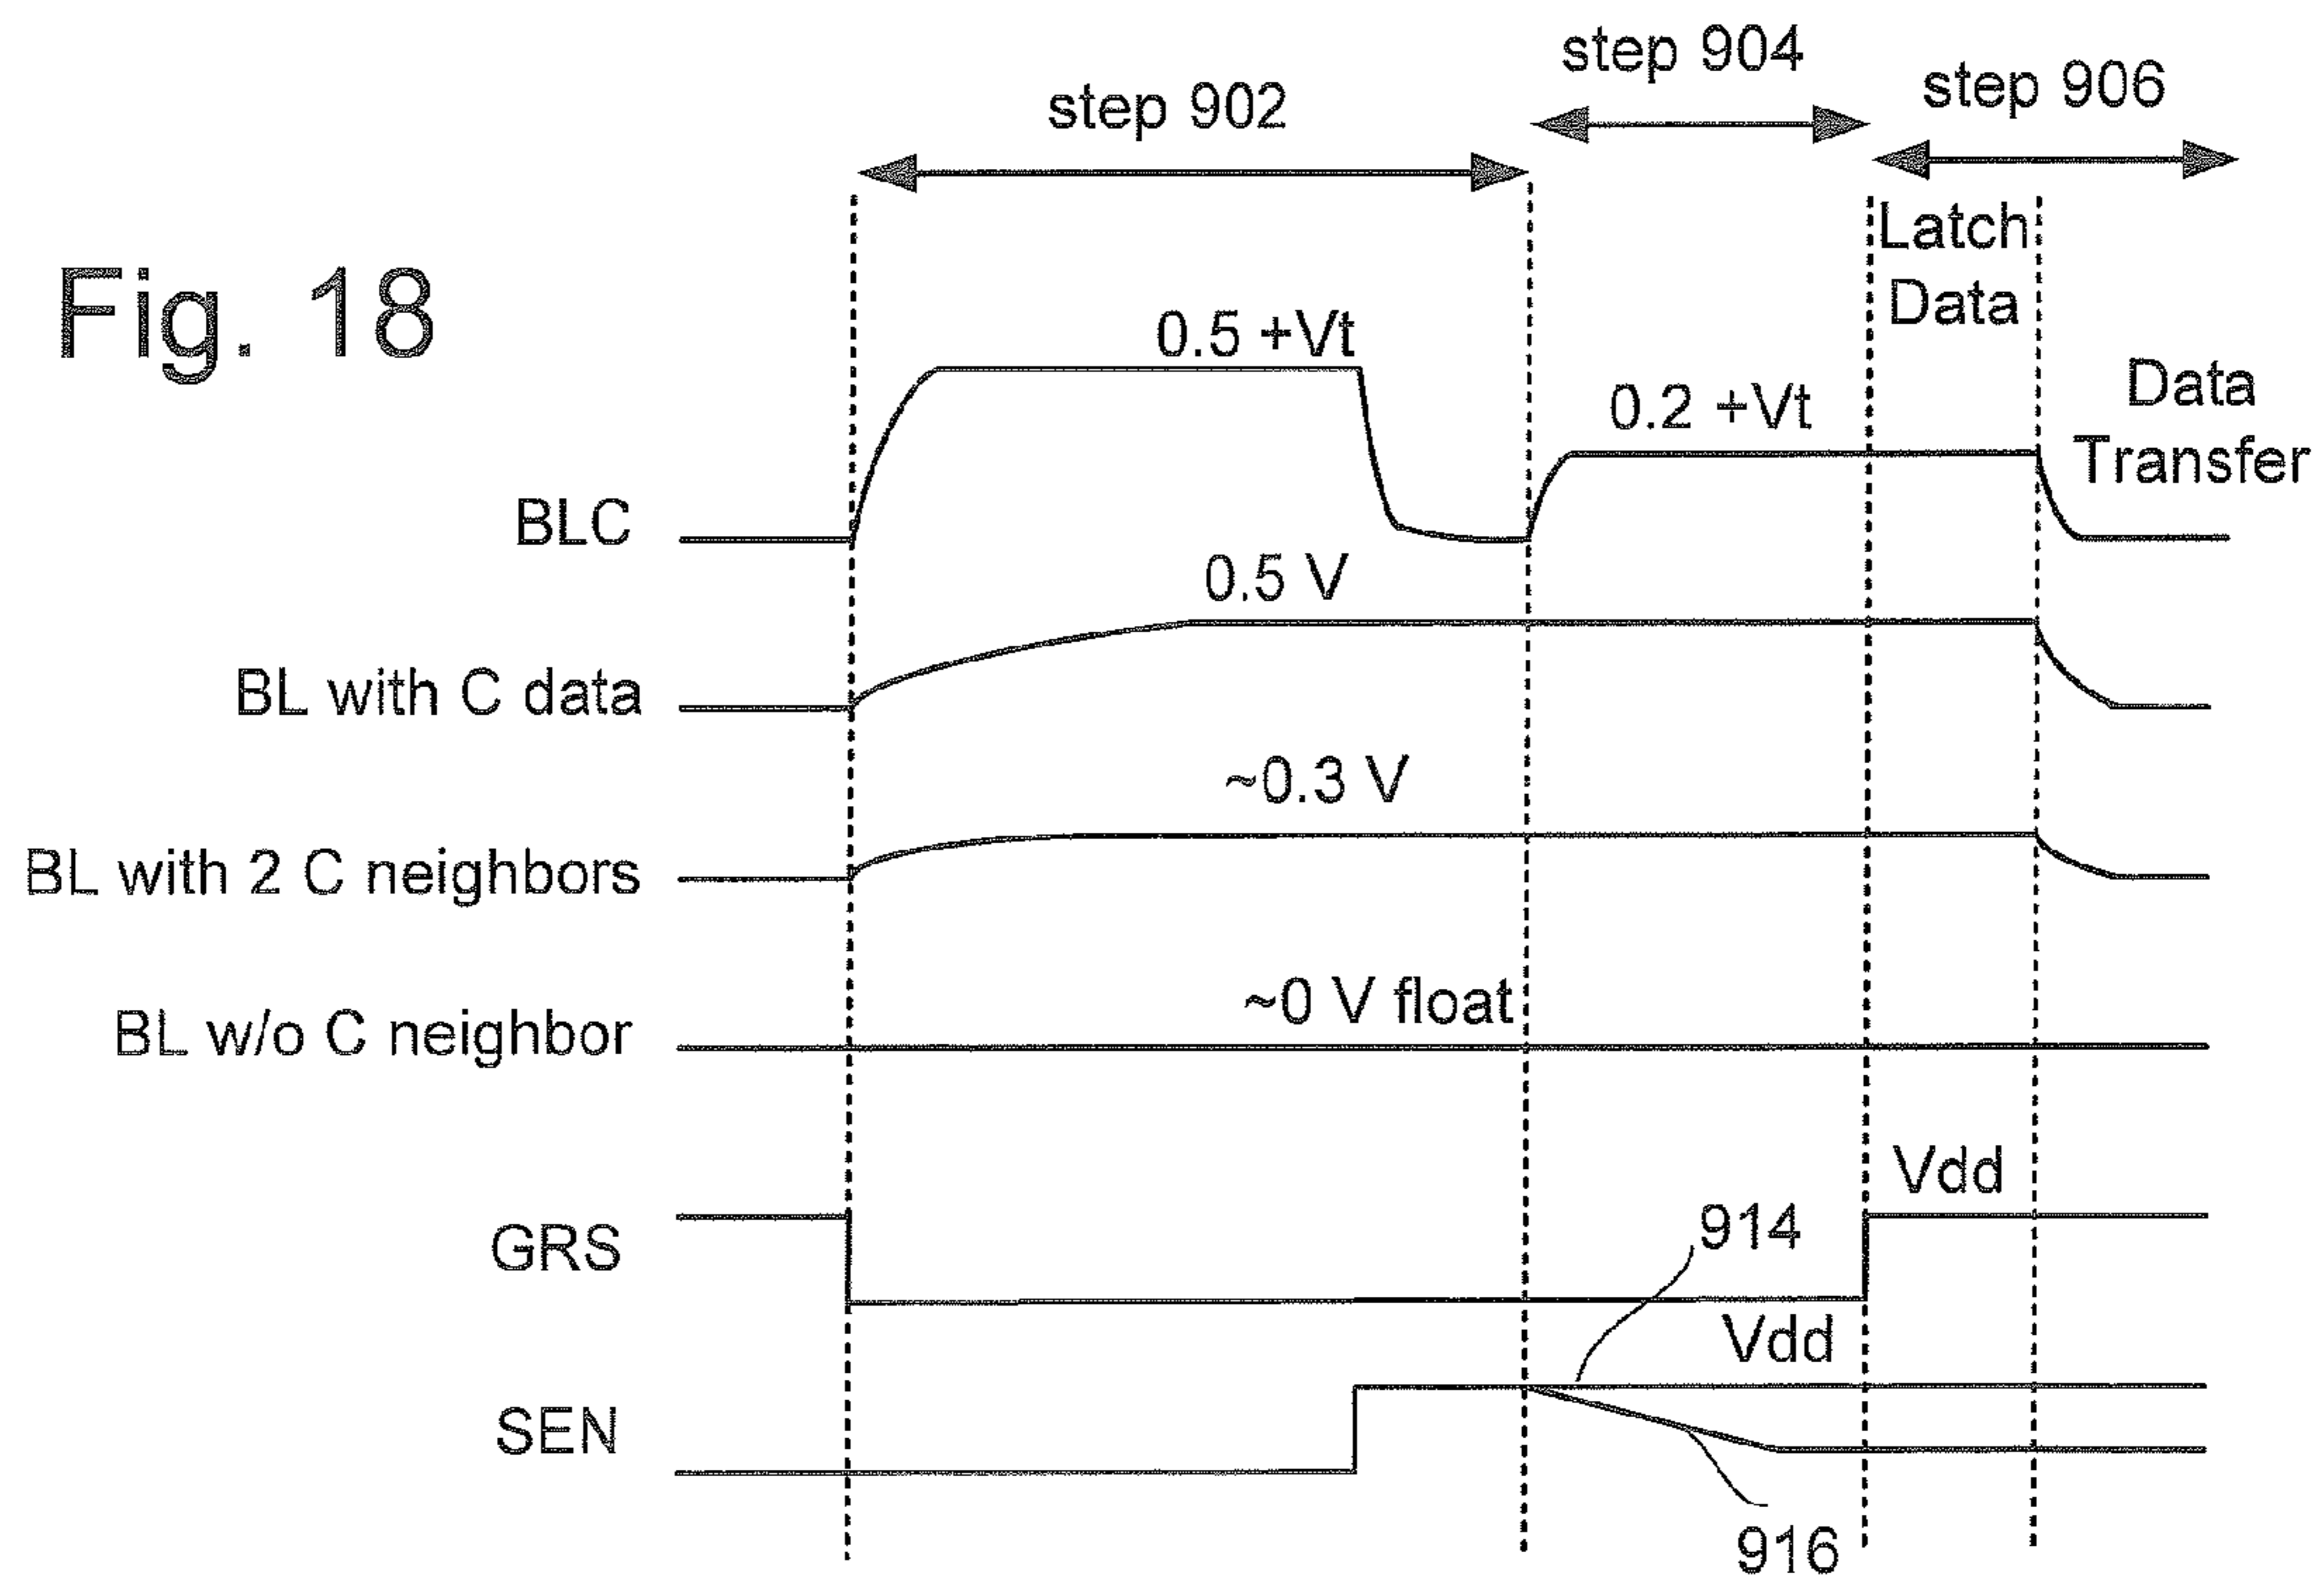 step 904
step 906
step 902
Latch
Data
Fig. 18
0.5 +Vt
Data
Transfer
0.2 +Vt
BLC
0.5 V
BL with C data
~0.3 V
BL with 2 C neighbors
~0 V float
BL w/o C neighbor
Vdd
914
GRS
Vdd
SEN
916